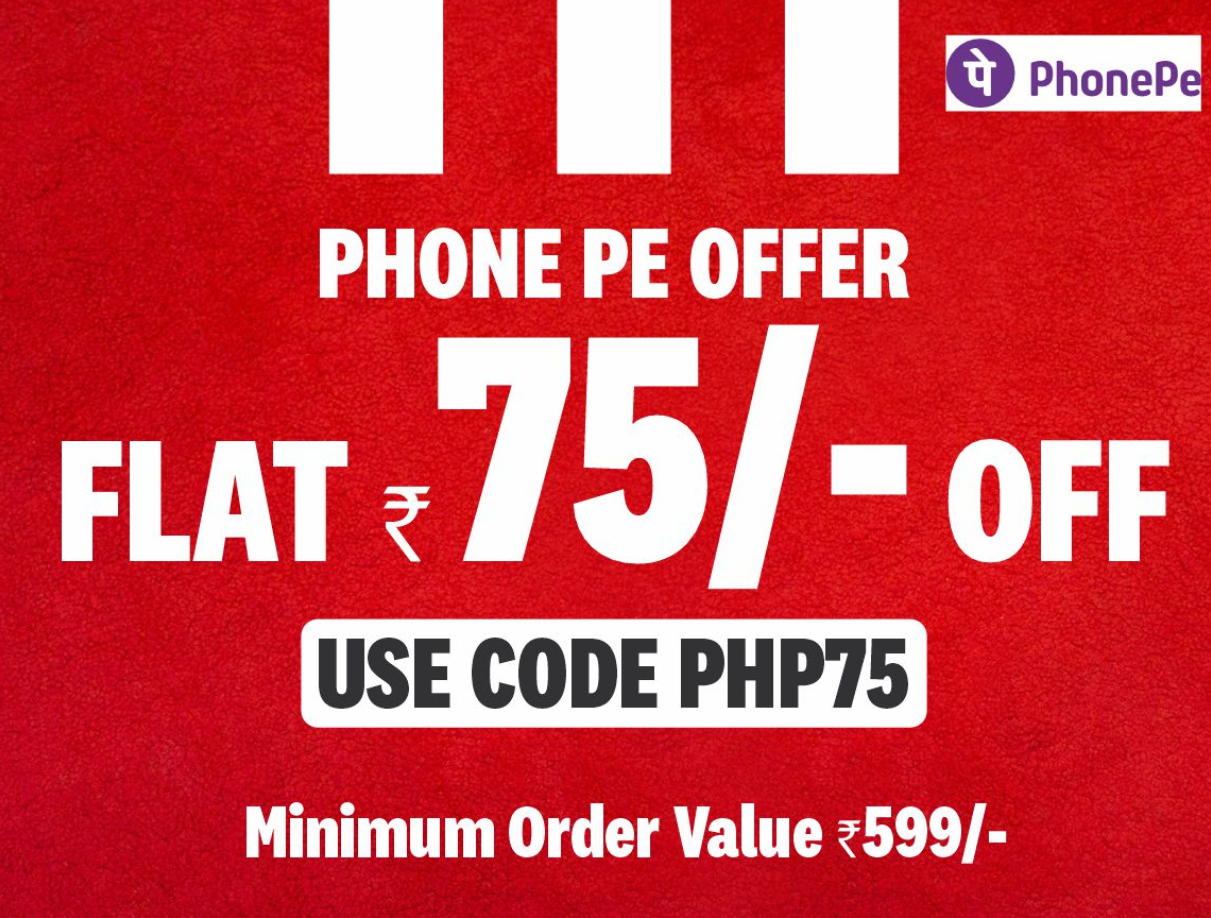 पे PhonePe
PHONE PE OFFER
FLAT ₹75/- OFF
USE CODE PHP75
Minimum Order Value ₹599/-